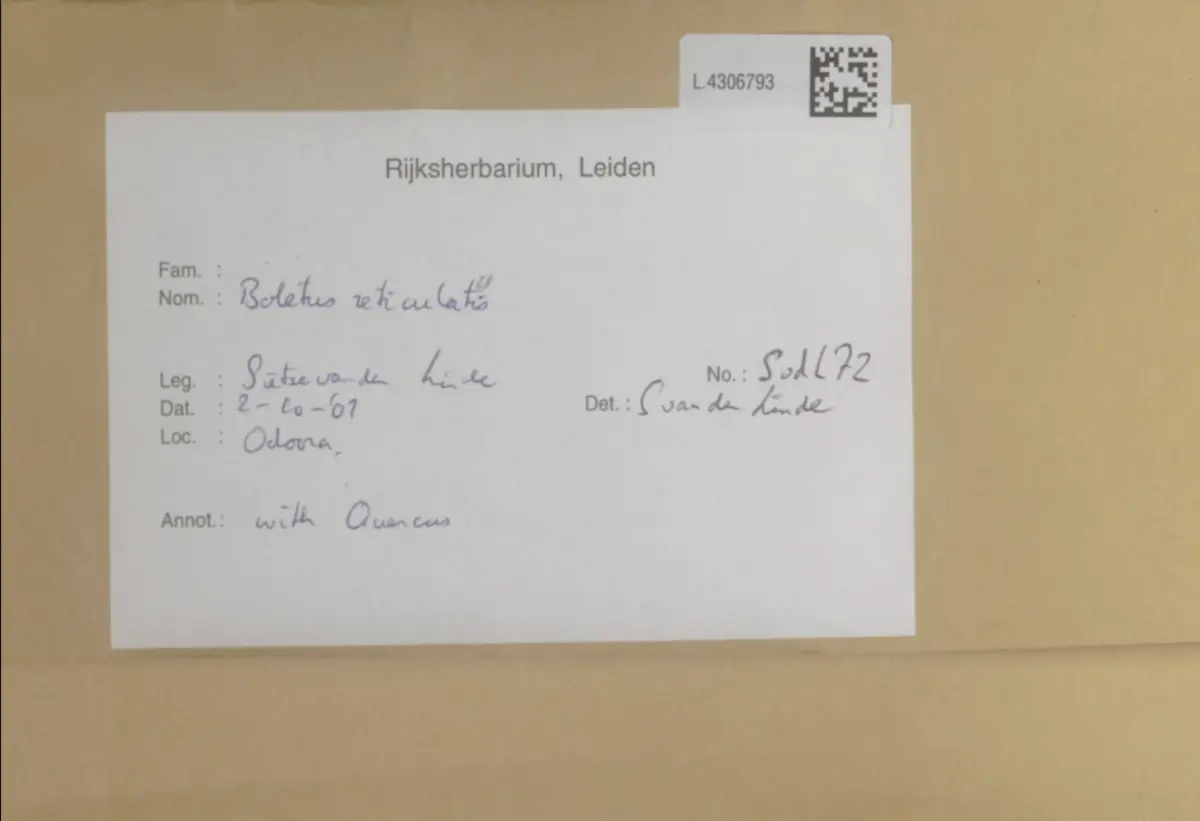 L.4306793
Rijksherbarium, Leiden
Fam. :
Nom. : Boletus reticulatus
Leg. : Sietse van der Linde
No.: SvdL72
Dat. : 2-10-'01
Det.: S van der Linde
Loc. : Odoorn.
Annot.: with Quercus